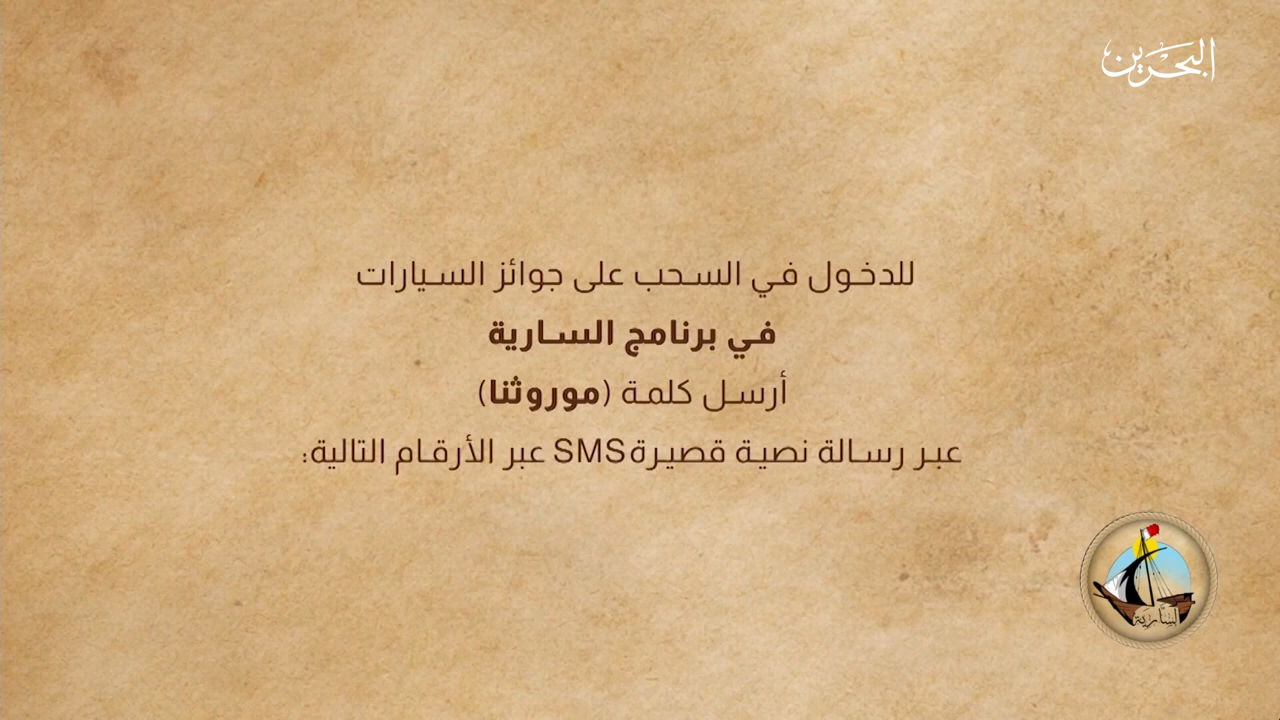 البحرين
للدخول في السحب على جوائز السيارات
في برنامج السارية
أرسل كلمة (موروثنا)
عبر رسالة نصية قصيرة SMS عبر الأرقام التالية:
السارية